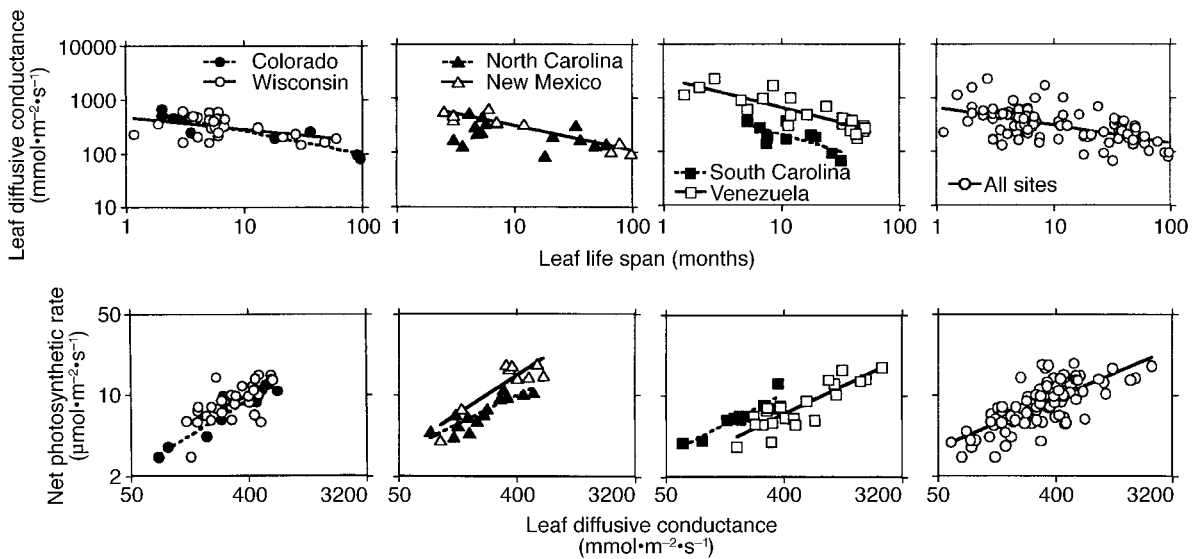 Leaf diffusive conductance
(mmol•m–2•s–1)
10000
1000
100
10
Colorado
Wisconsin
North Carolina
New Mexico
South Carolina
Venezuela
All sites
1 10 100 1 10 100 1 10 100 1 10 100
Leaf life span (months)
Net photosynthetic rate
(μmol•m–2•s–1)
50
10
2
50 400 3200 50 400 3200 50 400 3200 50 400 3200
Leaf diffusive conductance
(mmol•m–2•s–1)